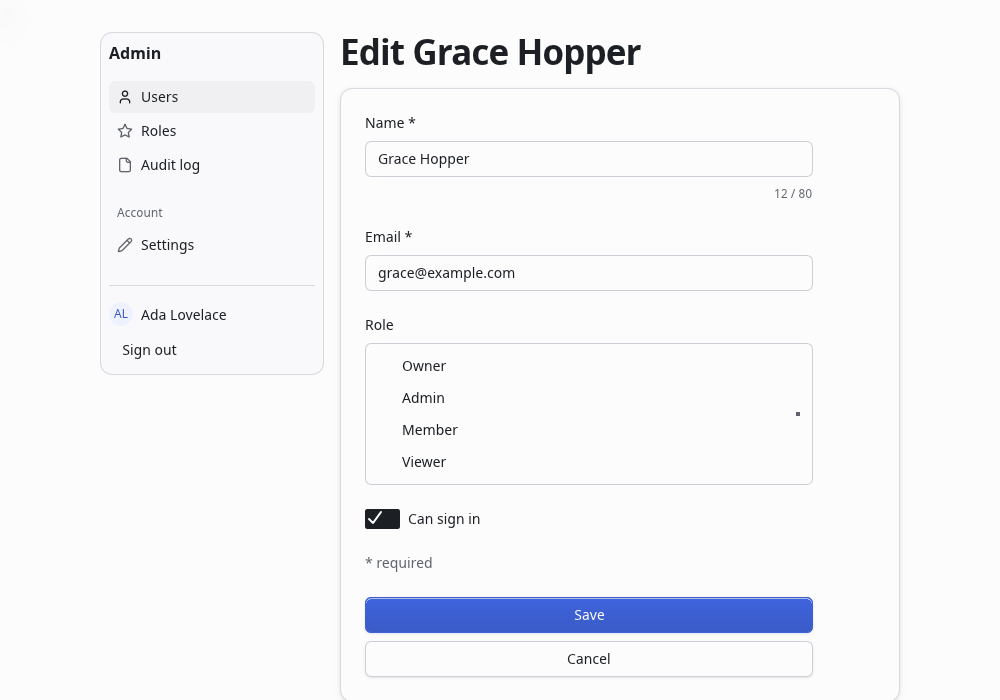 Admin
Users
Roles
Audit log
Account
Settings
AL Ada Lovelace
Sign out
Edit Grace Hopper
Name *
Grace Hopper
12 / 80
Email *
grace@example.com
Role
Owner
Admin
Member
Viewer
Can sign in
* required
Save
Cancel